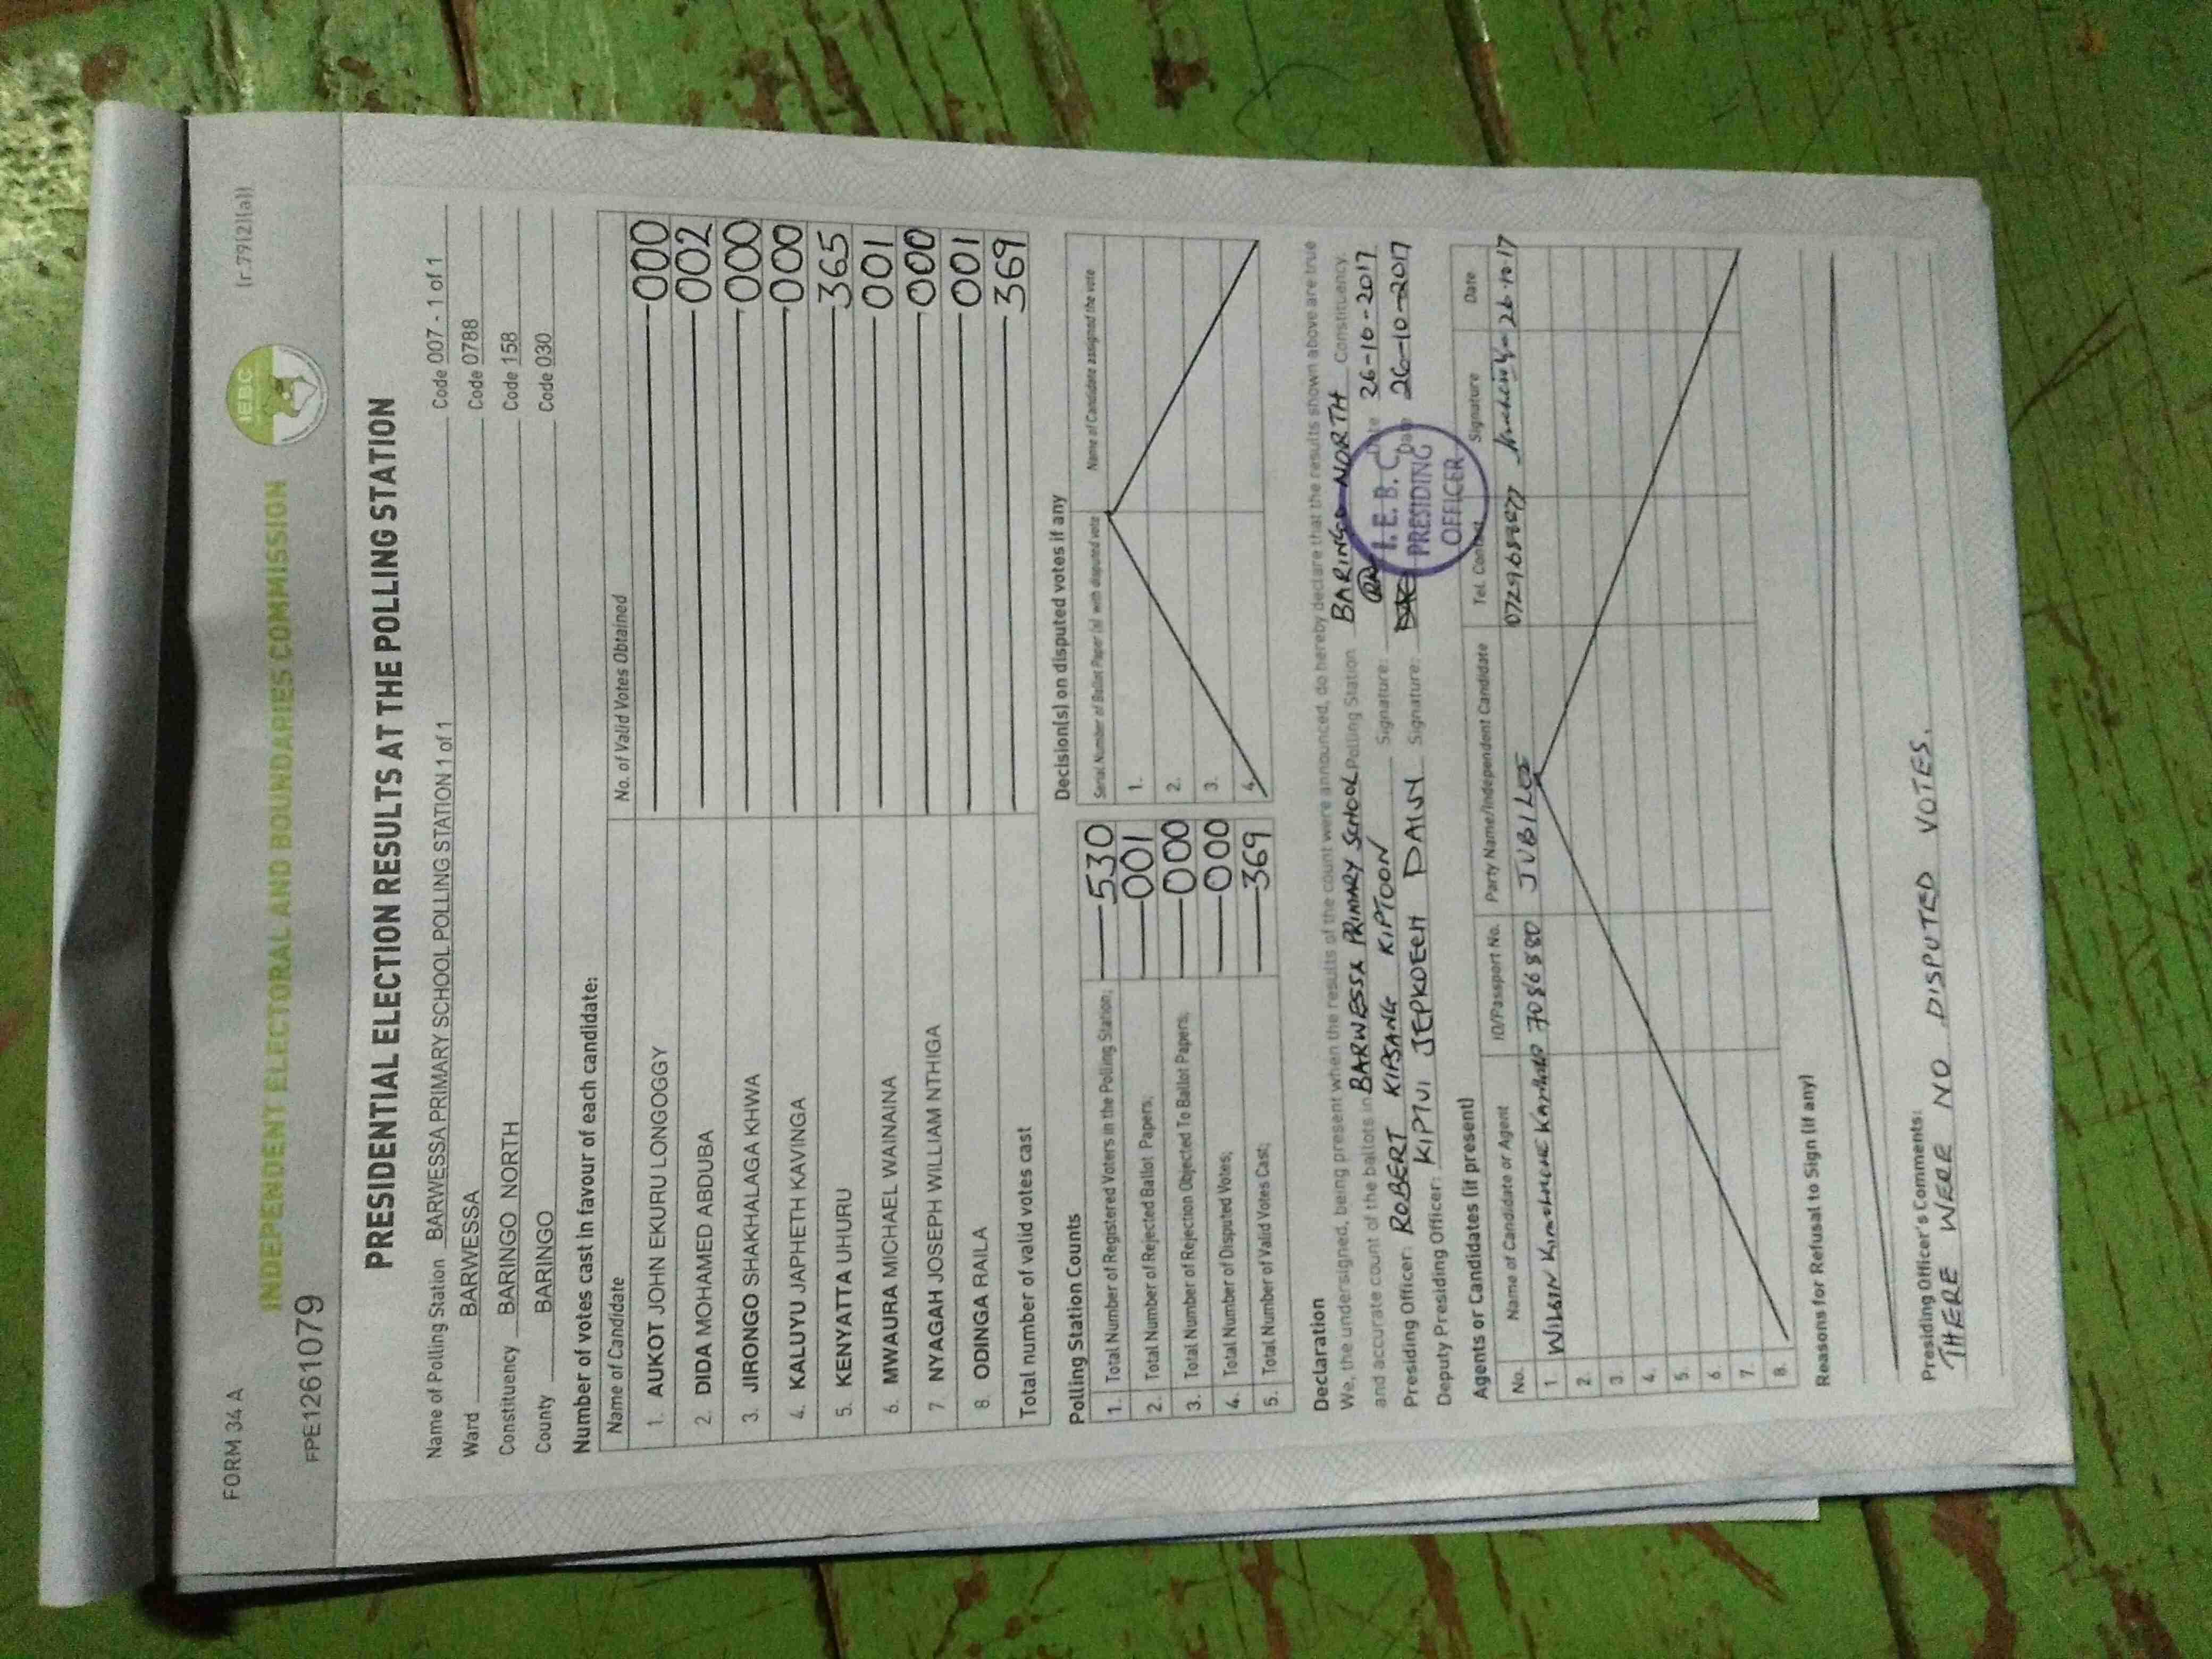 FORM 34 A
(r.79(2)(a))
INDEPENDENT ELECTORAL AND BOUNDARIES COMMISSION
I.E.B.C
FPE1261079
PRESIDENTIAL ELECTION RESULTS AT THE POLLING STATION
Name of Polling Station BARWESSA PRIMARY SCHOOL POLLING STATION 1 of 1 Code 007 - 1 of 1
Ward BARWESSA Code 0788
Constituency BARINGO NORTH Code 158
County BARINGO Code 030
Number of votes cast in favour of each candidate:
Name of Candidate No. of Valid Votes Obtained
1. AUKOT JOHN EKURU LONGOGGY 000
2. DIDA MOHAMED ABDUBA 002
3. JIRONGO SHAKHALAGA KHWA 000
4. KALUYU JAPHETH KAVINGA 000
5. KENYATTA UHURU 365
6. MWAURA MICHAEL WAINAINA 001
7 NYAGAH JOSEPH WILLIAM NTHIGA 000
8. ODINGA RAILA 001
Total number of valid votes cast 369
Polling Station Counts
1. Total Number of Registered Voters in the Polling Station; 530
2. Total Number of Rejected Ballot Papers; 001
3. Total Number of Rejection Objected To Ballot Papers; 000
4. Total Number of Disputed Votes; 000
5. Total Number of Valid Votes Cast; 369
Decision(s) on disputed votes if any
Serial Number of Ballot Paper (s) with disputed vote Name of Candidate assigned the vote
1.
2.
3.
4.
Declaration
We, the undersigned, being present when the results of the count were announced, do hereby declare that the results shown above are true
and accurate count of the ballots in BARWESSA PRIMARY SCHOOL Polling Station BARINGO NORTH Constituency.
Presiding Officer: ROBERT KIPSANG KIPTOON Signature: Date 26-10-2017
Deputy Presiding Officer: KIPTUI JEPKOECH DAISY Signature: Date 26-10-2017
I. E. B. C
PRESIDING
OFFICER
Agents or Candidates (if present)
No. Name of Candidate or Agent ID/Passport No. Party Name/Independent Candidate Tel. Contact Signature Date
1. 7086880 JUBILEE 26-10-17
2.
3.
4.
5.
6.
7.
8.
Reasons for Refusal to Sign (if any)
Presiding Officer's Comments:
THERE WERE NO DISPUTED VOTES.